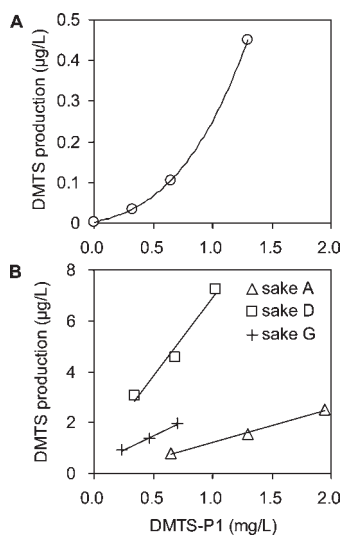 A
DMTS production (µg/L)
0.5
0.4
0.3
0.2
0.1
0
0.0 0.5 1.0 1.5 2.0
B
DMTS production (µg/L)
8
6
4
2
0
sake A
sake D
sake G
0.0 0.5 1.0 1.5 2.0
DMTS-P1 (mg/L)